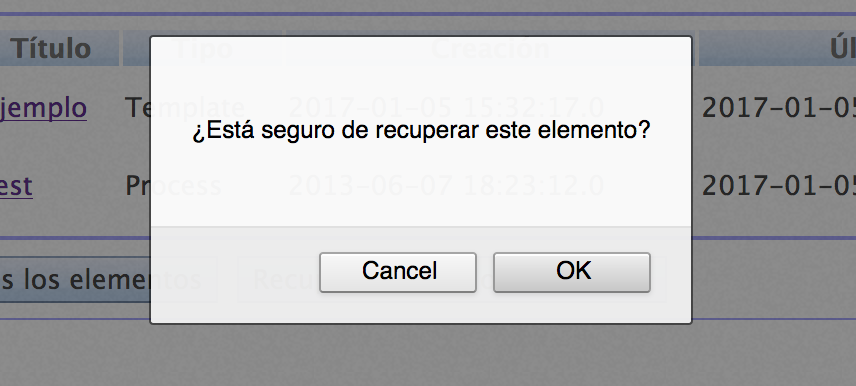 Título Tipo Creación Úl
jemplo Template 2017-01-05 15:32:17.0 2017-01-05
¿Está seguro de recuperar este elemento?
est Process 2013-06-07 18:23:12.0 2017-01-05
s los elementos Recu
Cancel OK